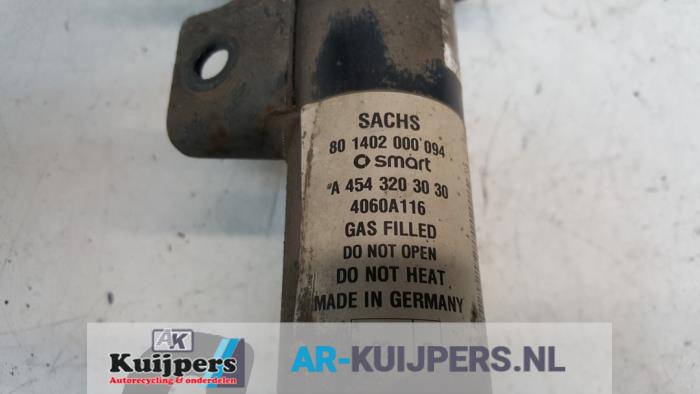 SACHS
80 1402 000 094
smart
A 454 320 30 30
4060A116
GAS FILLED
DO NOT OPEN
DO NOT HEAT
MADE IN GERMANY
AK
Kuijpers
Autorecycling & onderdelen
AR-KUIJPERS.NL